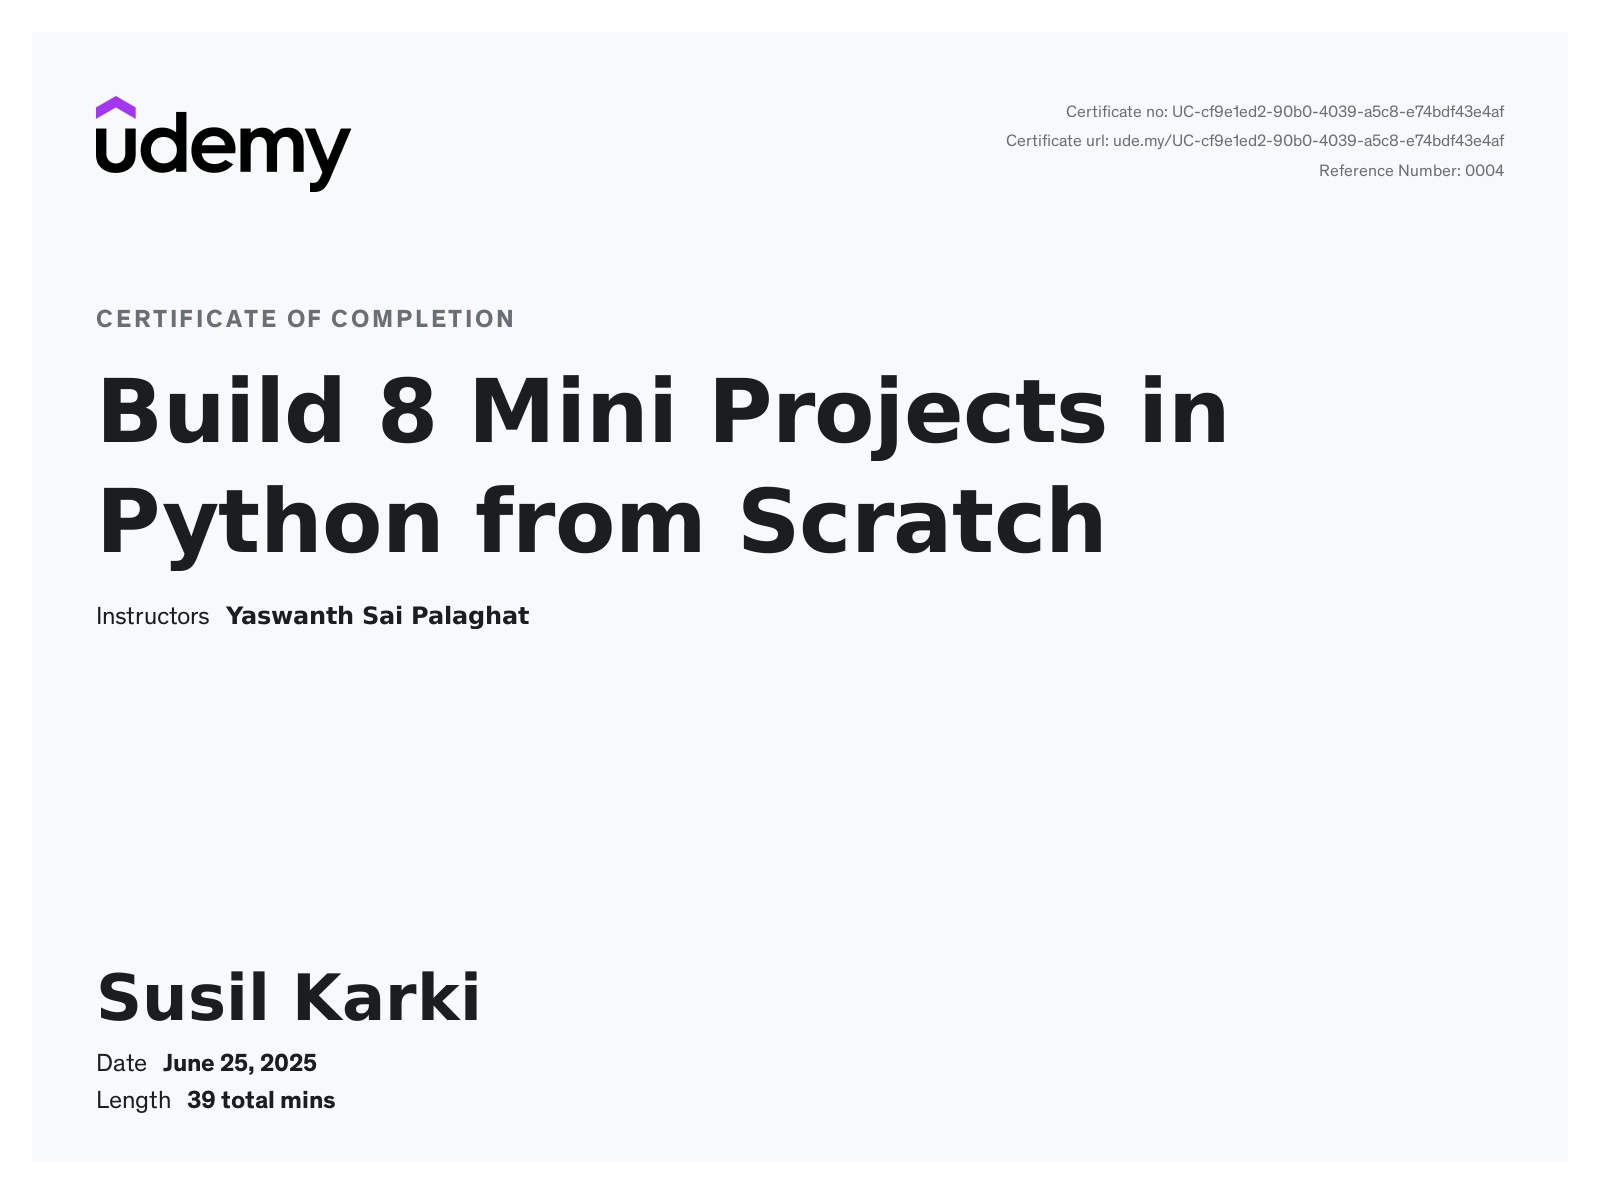 udemy
Certificate no: UC-cf9e1ed2-90b0-4039-a5c8-e74bdf43e4af
Certificate url: ude.my/UC-cf9e1ed2-90b0-4039-a5c8-e74bdf43e4af
Reference Number: 0004
CERTIFICATE OF COMPLETION
Build 8 Mini Projects in
Python from Scratch
Instructors Yaswanth Sai Palaghat
Susil Karki
Date June 25, 2025
Length 39 total mins